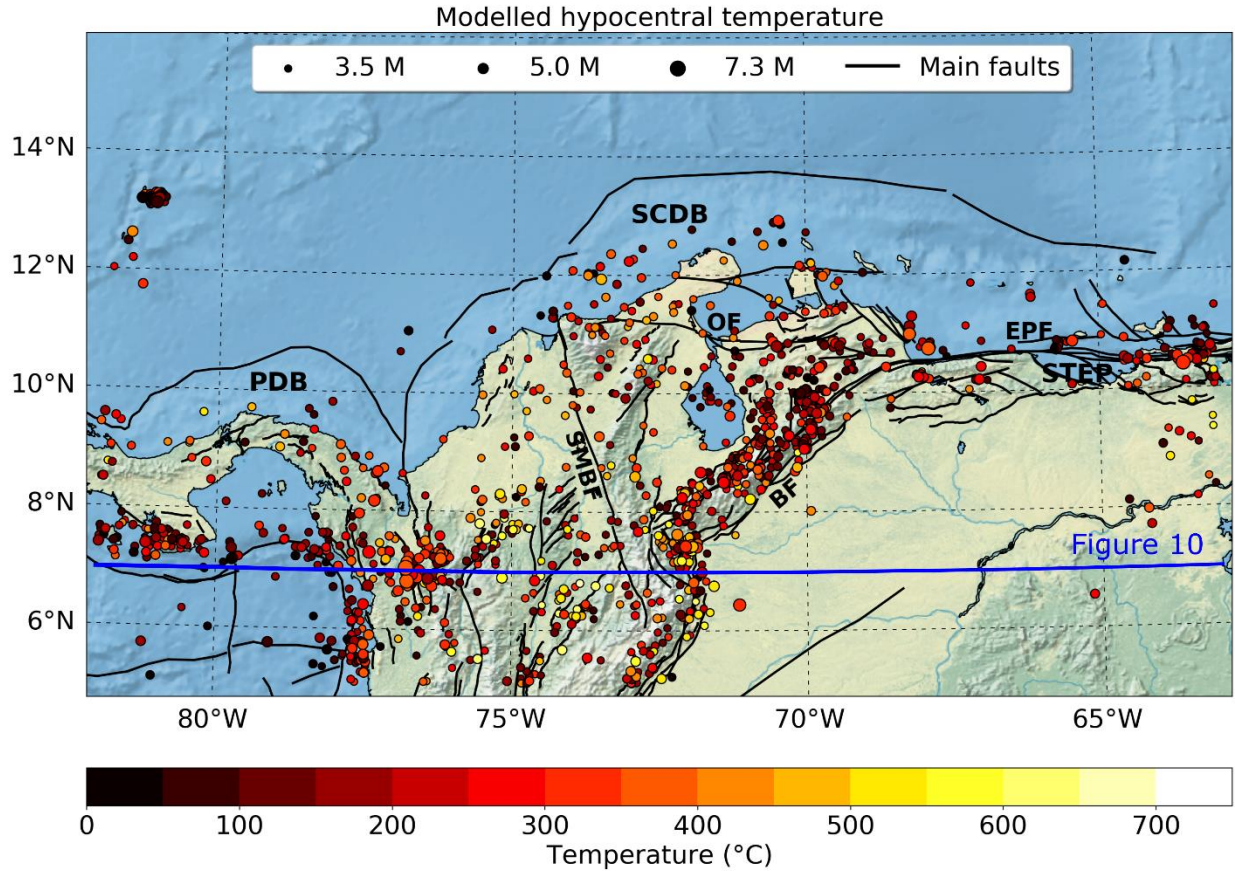 Modelled hypocentral temperature
3.5 M 5.0 M 7.3 M Main faults
14°N
SCDB
12°N
OF
EPF
STEP
10°N
PDB
SMBF
BF
8°N
Figure 10
6°N
80°W 75°W 70°W 65°W
0 100 200 300 400 500 600 700
Temperature (°C)